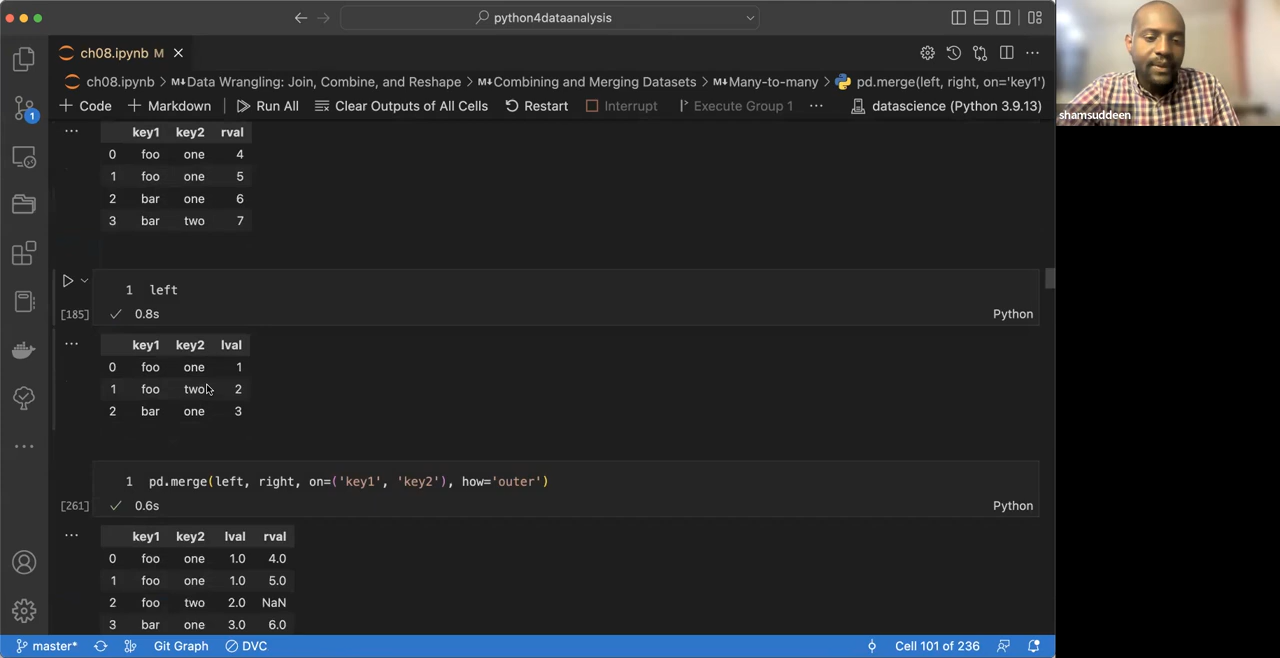 python4dataanalysis
ch08.ipynb M
ch08.ipynb > M↓Data Wrangling: Join, Combine, and Reshape > M↓Combining and Merging Datasets > M↓Many-to-many > pd.merge(left, right, on='key1')
+ Code + Markdown Run All Clear Outputs of All Cells Restart Interrupt Execute Group 1 ... datascience (Python 3.9.13)
shamsuddeen
1
... key1 key2 rval
0 foo one 4
1 foo one 5
2 bar one 6
3 bar two 7
1 left
[185] 0.8s Python
... key1 key2 lval
0 foo one 1
1 foo two 2
2 bar one 3
1 pd.merge(left, right, on=('key1', 'key2'), how='outer')
[261] 0.6s Python
... key1 key2 lval rval
0 foo one 1.0 4.0
1 foo one 1.0 5.0
2 foo two 2.0 NaN
3 bar one 3.0 6.0
master* Git Graph DVC Cell 101 of 236